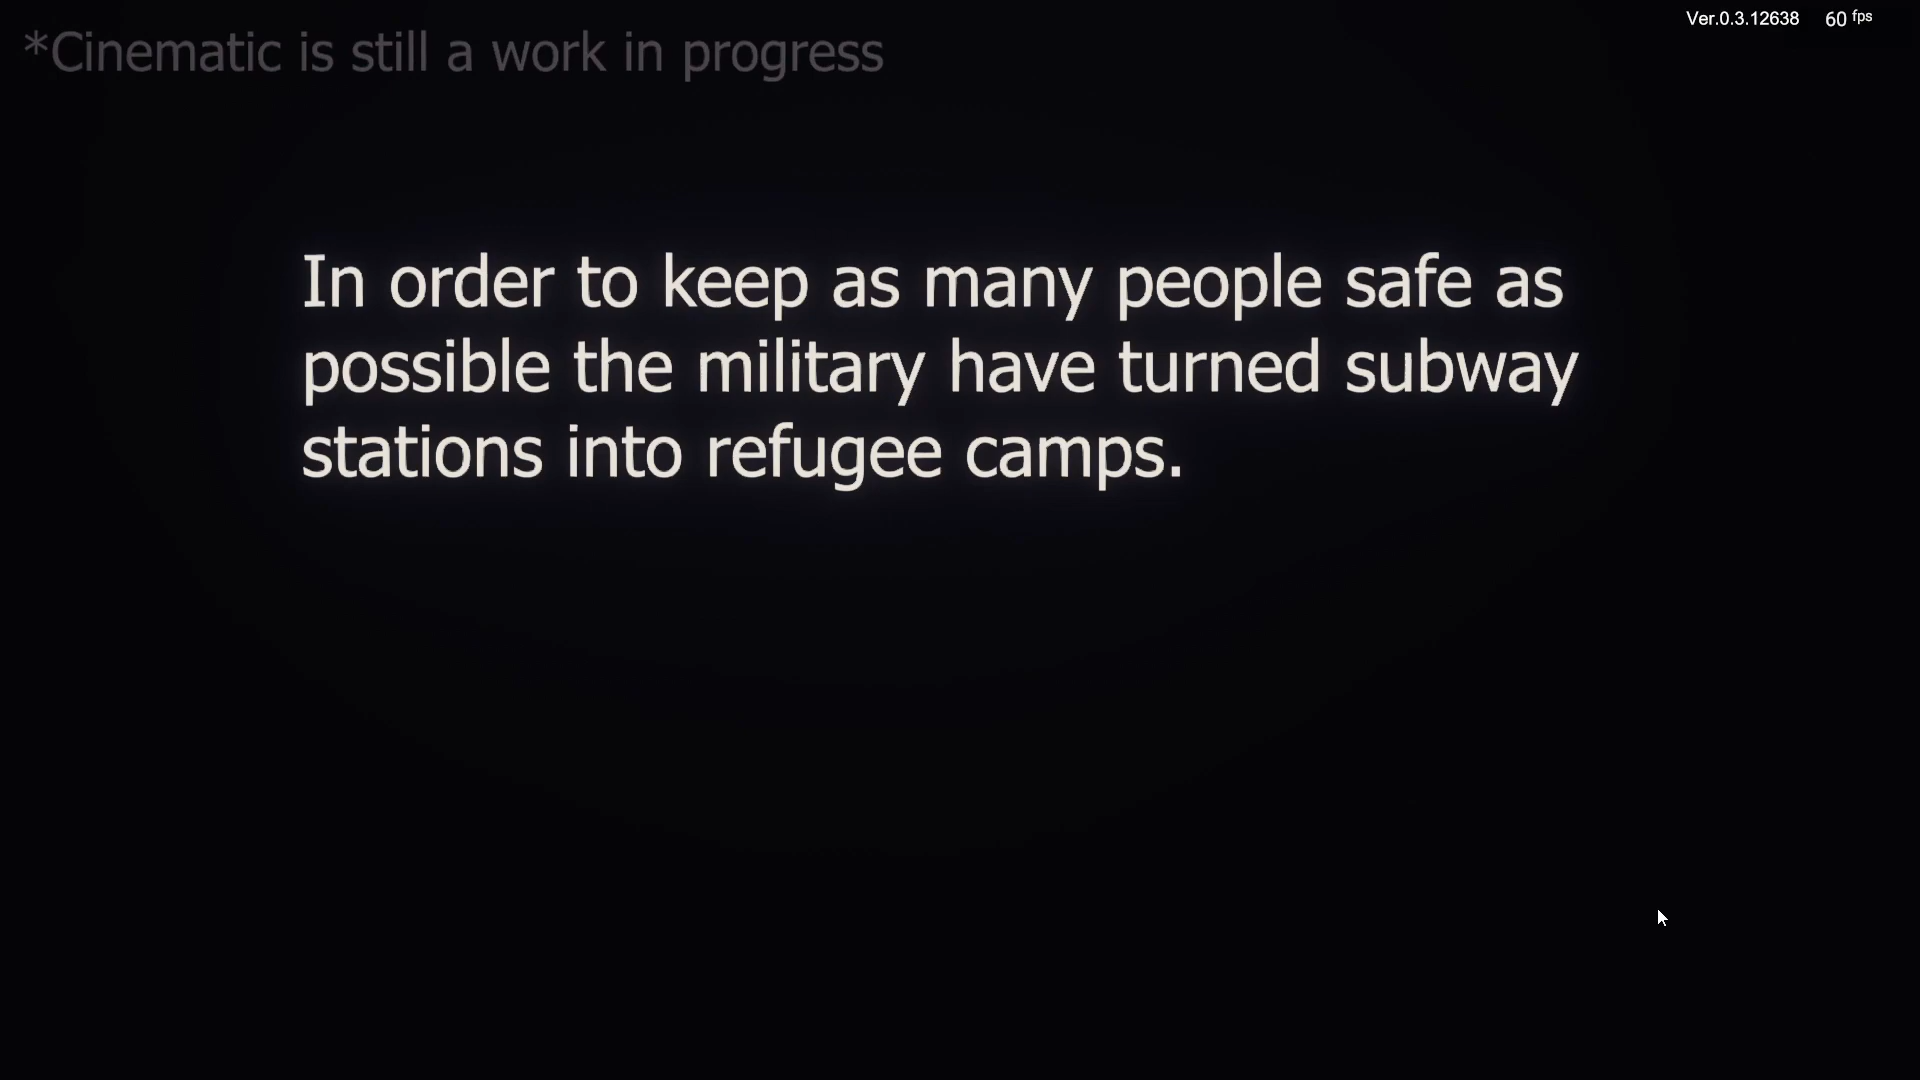 *Cinematic is still a work in progress
Ver.0.3.12638 60 fps
In order to keep as many people safe as
possible the military have turned subway
stations into refugee camps.